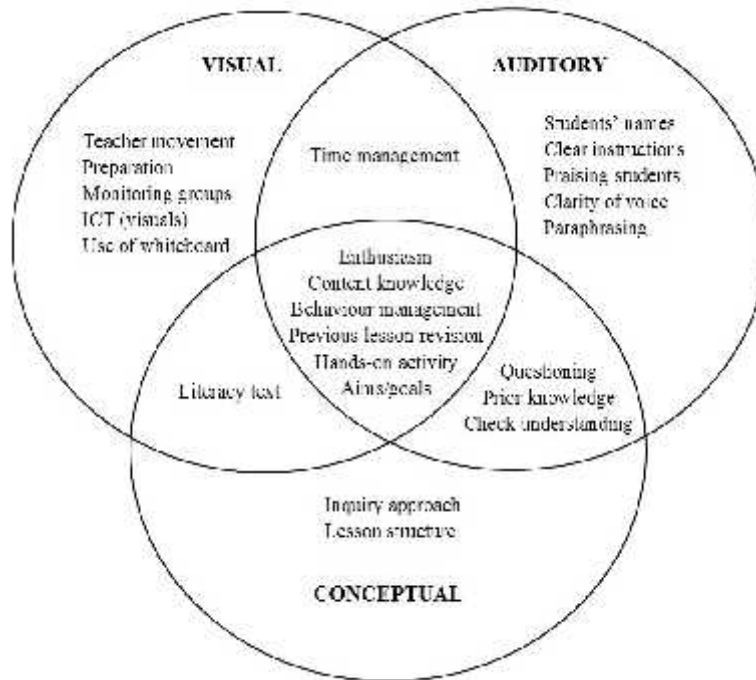 VISUAL
AUDITORY
Teacher movement
Preparation
Monitoring groups
ICT (visuals)
Use of whiteboard
Time management
Students' names
Clear instructions
Praising students
Clarity of voice
Paraphrasing
Enthusiasm
Content knowledge
Behaviour management
Previous lesson revision
Hands-on activity
Aims/goals
Literacy text
Questioning
Prior knowledge
Check understanding
Inquiry approach
Lesson structure
CONCEPTUAL